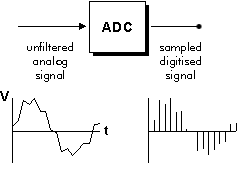 ADC
unfiltered
analog
signal
sampled
digitised
signal
V
t